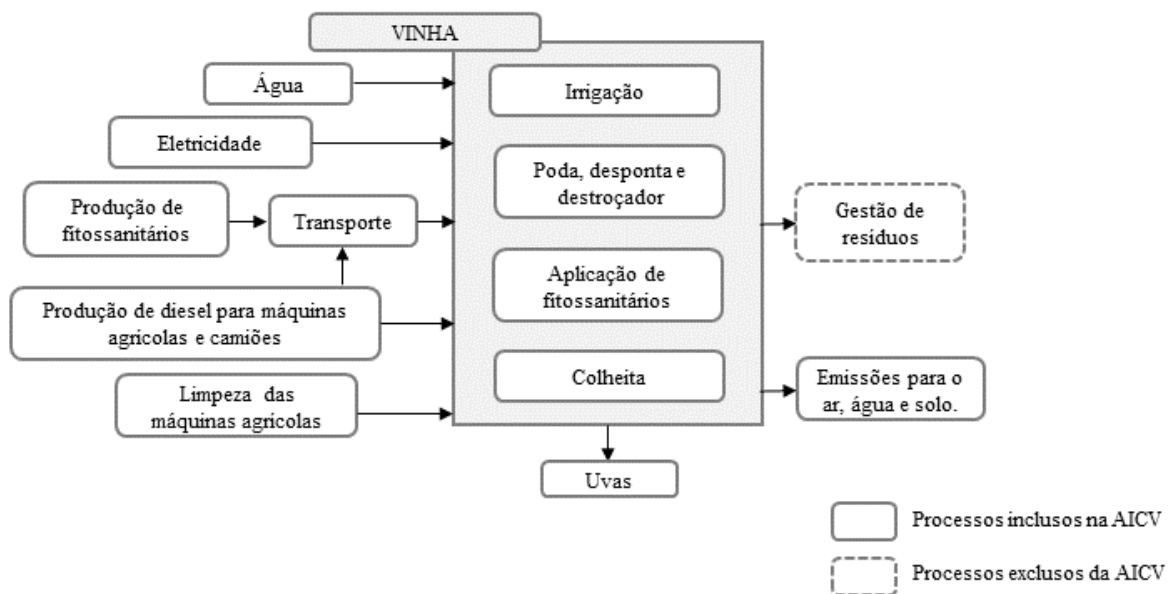 VINHA
Água
Irrigação
Eletricidade
Poda, desponta e
destroçador
Produção de
fitossanitários
Transporte
Gestão de
resíduos
Aplicação de
fitossanitários
Produção de diesel para máquinas
agrícolas e camiões
Colheita
Limpeza das
máquinas agrícolas
Emissões para o
ar, água e solo.
Uvas
Processos inclusos na AICV
Processos exclusos da AICV